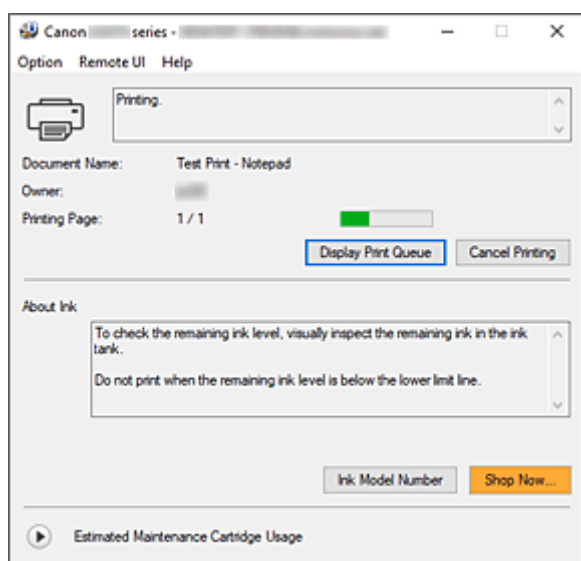 Canon series -
Option Remote UI Help
Printing.
Document Name: Test Print - Notepad
Owner:
Printing Page: 1 / 1
Display Print Queue Cancel Printing
About Ink
To check the remaining ink level, visually inspect the remaining ink in the ink
tank.
Do not print when the remaining ink level is below the lower limit line.
Ink Model Number Shop Now...
Estimated Maintenance Cartridge Usage